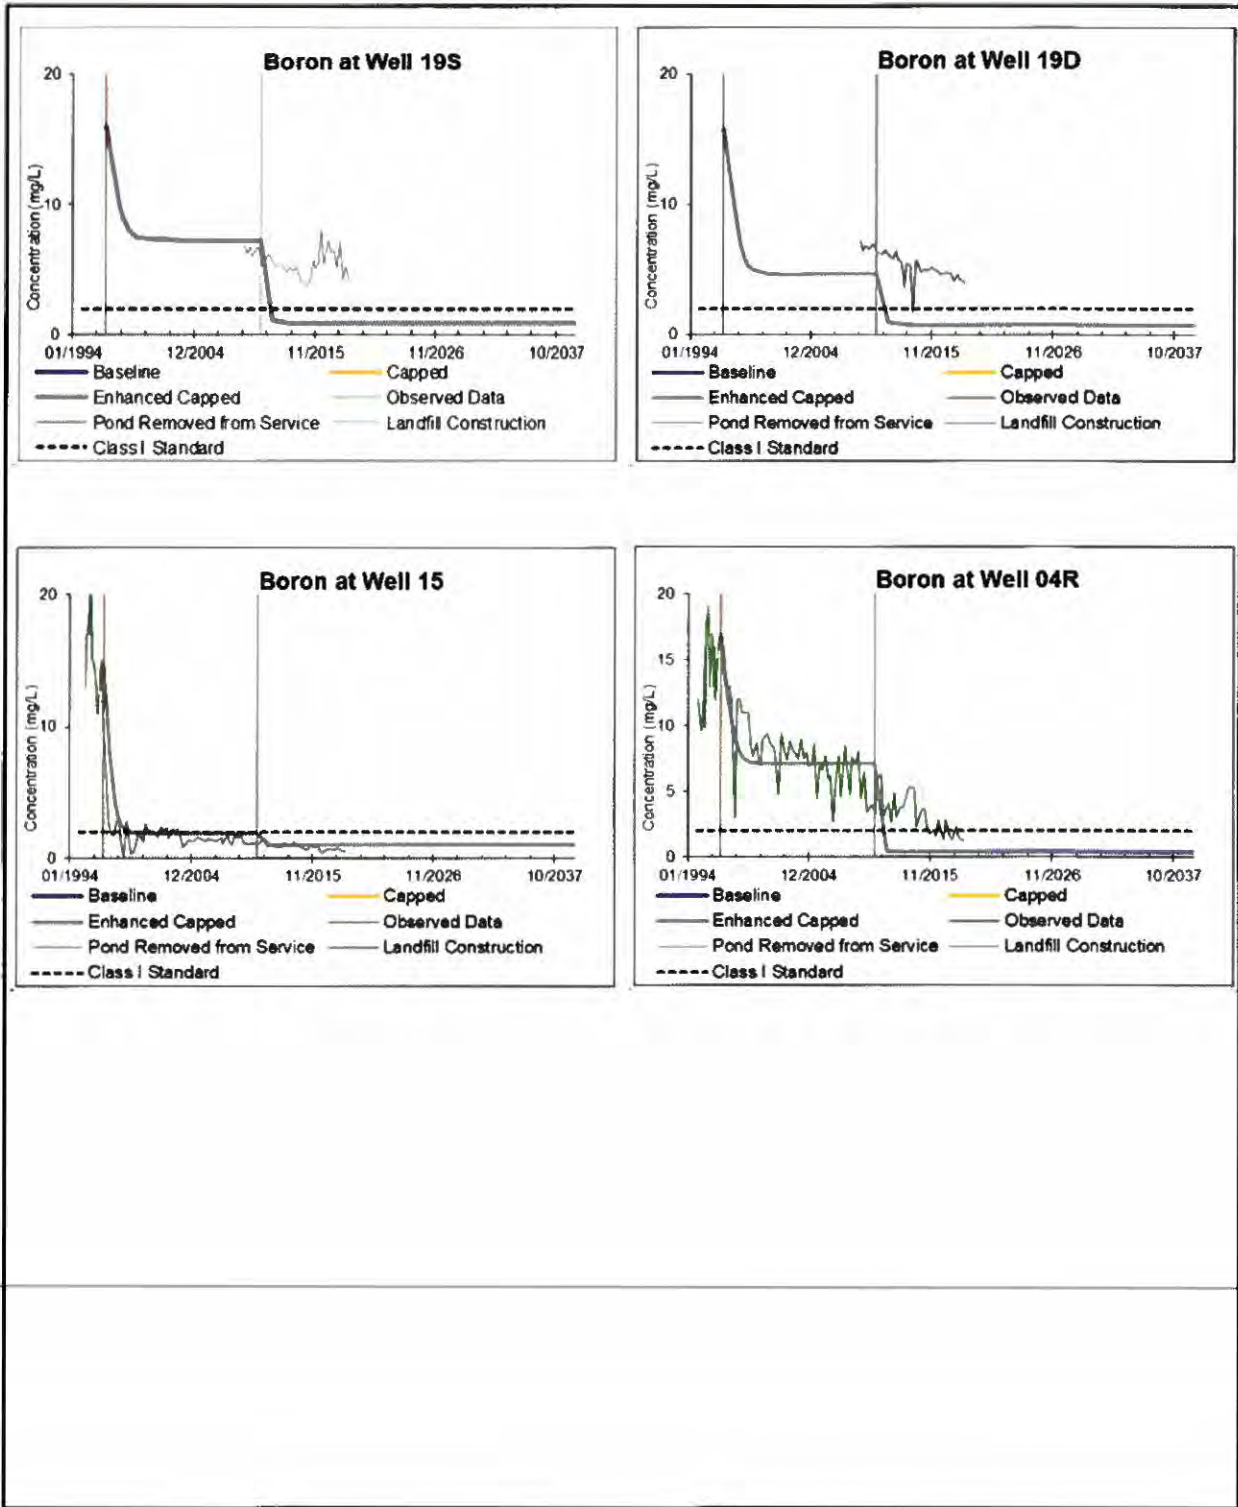 Boron at Well 19S
20
10
0
Concentration (mg/L)
01/1994 12/2004 11/2015 11/2026 10/2037
Baseline Capped
Enhanced Capped Observed Data
Pond Removed from Service Landfill Construction
Class I Standard
Boron at Well 19D
20
10
0
Concentration (mg/L)
01/1994 12/2004 11/2015 11/2026 10/2037
Baseline Capped
Enhanced Capped Observed Data
Pond Removed from Service Landfill Construction
Class I Standard
Boron at Well 15
20
10
0
Concentration (mg/L)
01/1994 12/2004 11/2015 11/2026 10/2037
Baseline Capped
Enhanced Capped Observed Data
Pond Removed from Service Landfill Construction
Class I Standard
Boron at Well 04R
20
15
10
5
0
Concentration (mg/L)
01/1994 12/2004 11/2015 11/2026 10/2037
Baseline Capped
Enhanced Capped Observed Data
Pond Removed from Service Landfill Construction
Class I Standard